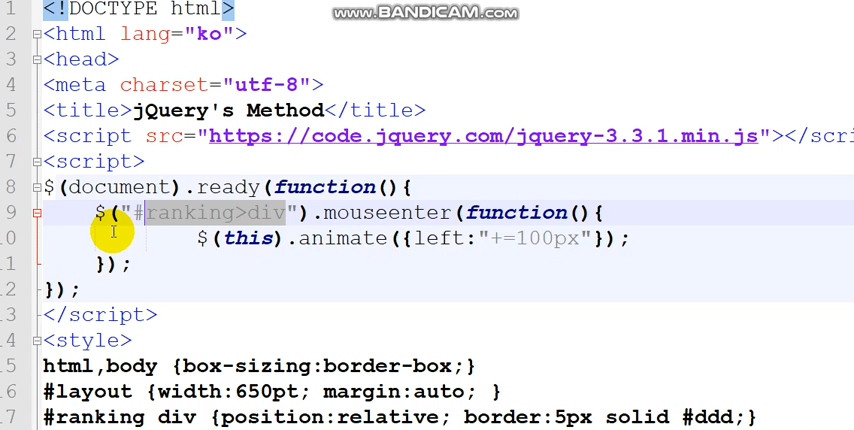 www.BANDICAM.com
1 <!DOCTYPE html>
2 <html lang="ko">
3 <head>
4 <meta charset="utf-8">
5 <title>jQuery's Method</title>
6 <script src="https://code.jquery.com/jquery-3.3.1.min.js"></scri
7 <script>
8 $(document).ready(function(){
9 $("#ranking>div").mouseenter(function(){
10 $(this).animate({left:"+=100px"});
11 });
12 });
13 </script>
14 <style>
15 html,body {box-sizing:border-box;}
16 #layout {width:650pt; margin:auto; }
17 #ranking div {position:relative; border:5px solid #ddd;}